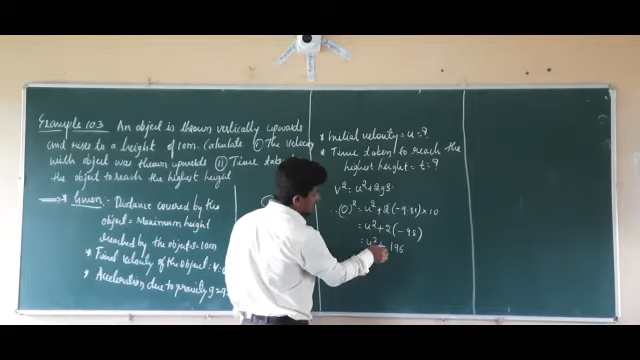 Example 10.3 An object is thrown vertically upwards
and rises to a height of 10m. Calculate (i) The velocity
with object was thrown upwards (ii) Time taken
the object to reach the highest height
Given:- Distance covered by the
object = Maximum height
reached by the object S = 10m
* Final velocity of the object = V =
* Acceleration due to gravity g =
* Initial velocity = u = ?
* Time taken to reach the
highest height = t = ?
V² = u² + 2gs.
∴ (0)² = u² + 2(-9.81) × 10
= u² + 2(-98)
= u² + 196